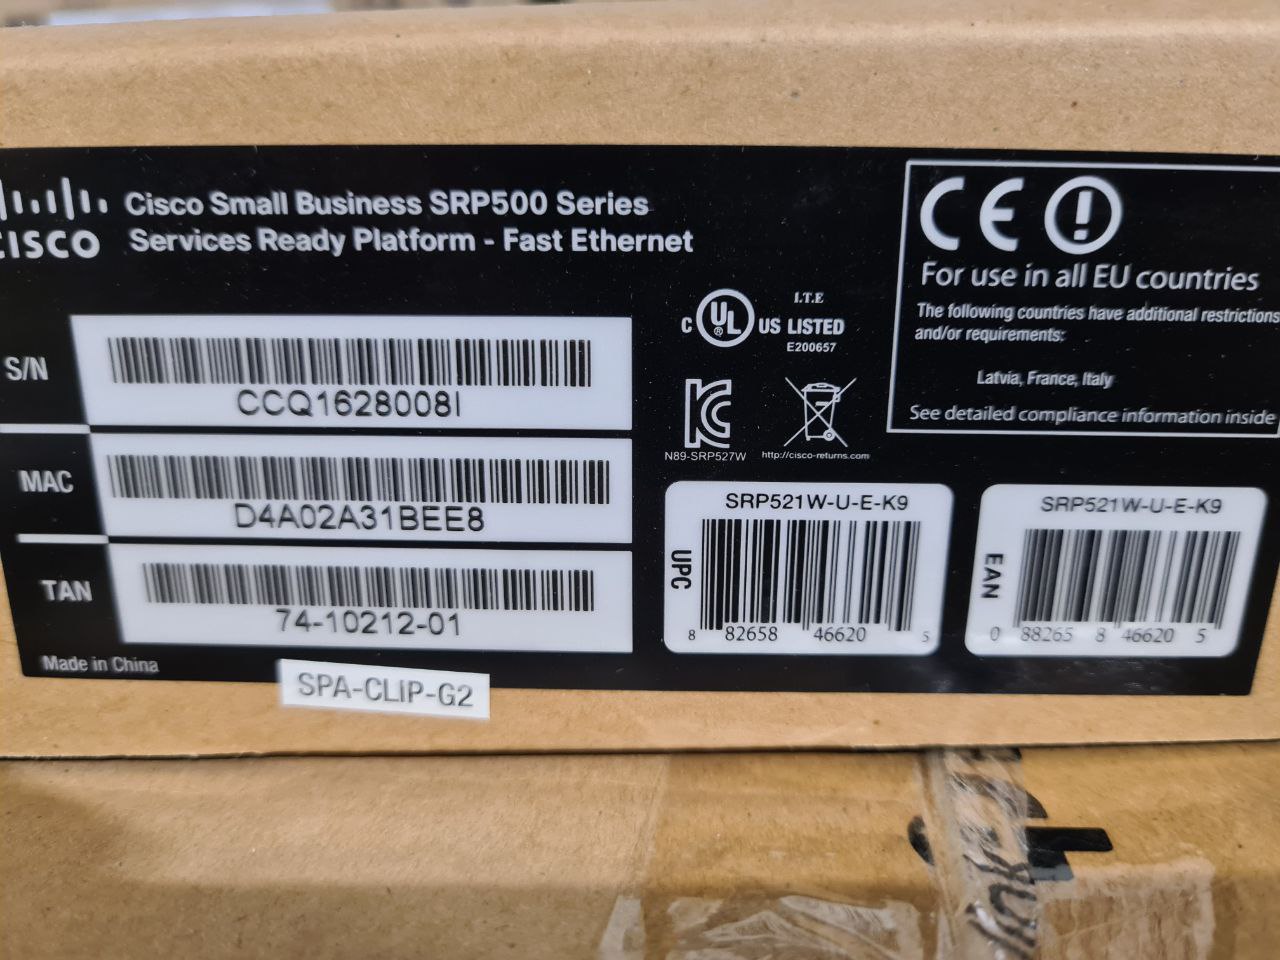 CISCO
Cisco Small Business SRP500 Series
Services Ready Platform - Fast Ethernet
S/N
CCQ1628008I
MAC
D4A02A31BEE8
TAN
74-10212-01
Made in China
SPA-CLIP-G2
I.T.E
C UL ® US LISTED
E200657
N89-SRP527W
http://cisco-returns.com
CE
For use in all EU countries
The following countries have additional restrictions
and/or requirements:
Latvia, France, Italy
See detailed compliance information inside
SRP521W-U-E-K9
UPC
8 82658 46620 5
SRP521W-U-E-K9
EAN
0 88265 8 46620 5